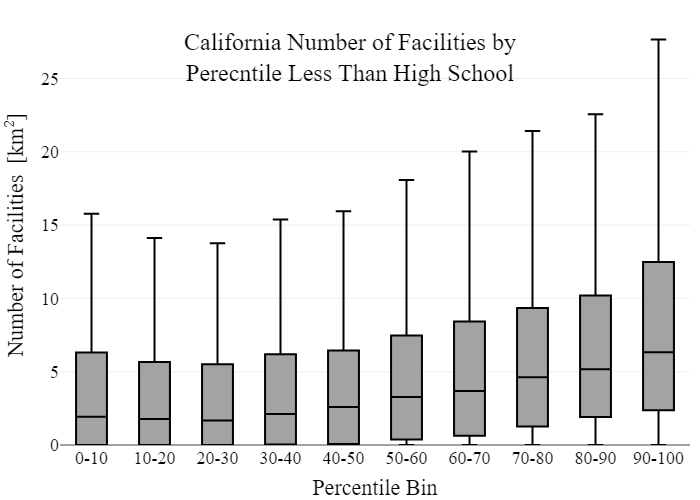 California Number of Facilities by
Perecntile Less Than High School
Number of Facilities [km²]
25
20
15
10
5
0
0-10 10-20 20-30 30-40 40-50 50-60 60-70 70-80 80-90 90-100
Percentile Bin